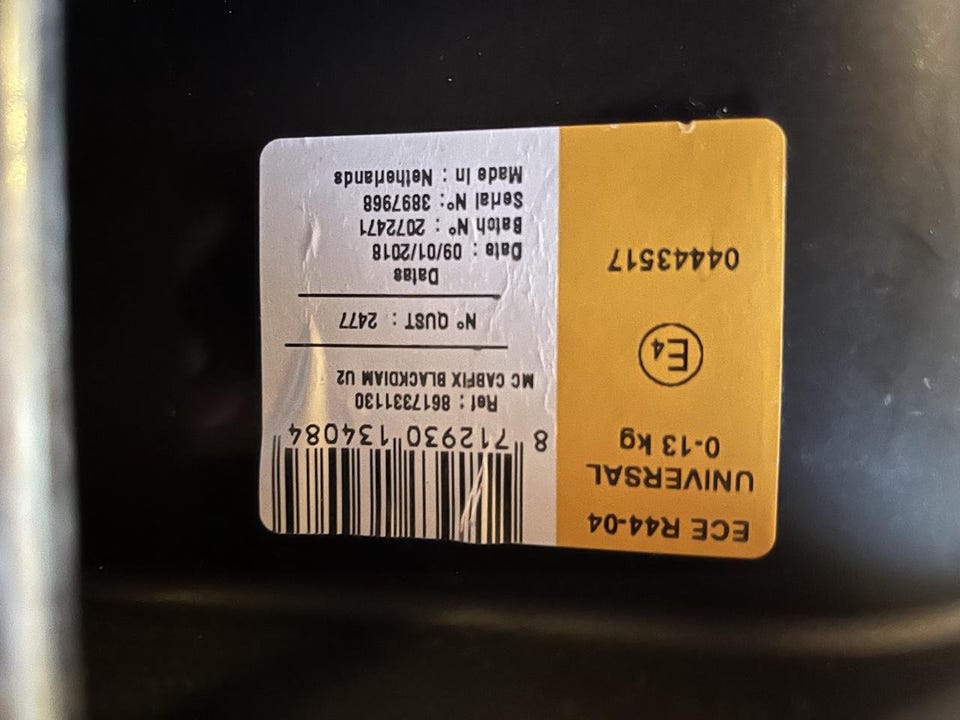 ECE R44-04
UNIVERSAL
0-13 kg
E4
04443517
8 712930 134084
Ref : 8617331130
MC CABFIX BLACKDIAM U2
N° QUST : 2477
Datas
Date : 09/01/2018
Batch N° : 2072471
Serial N°: 3897968
Made In : Netherlands